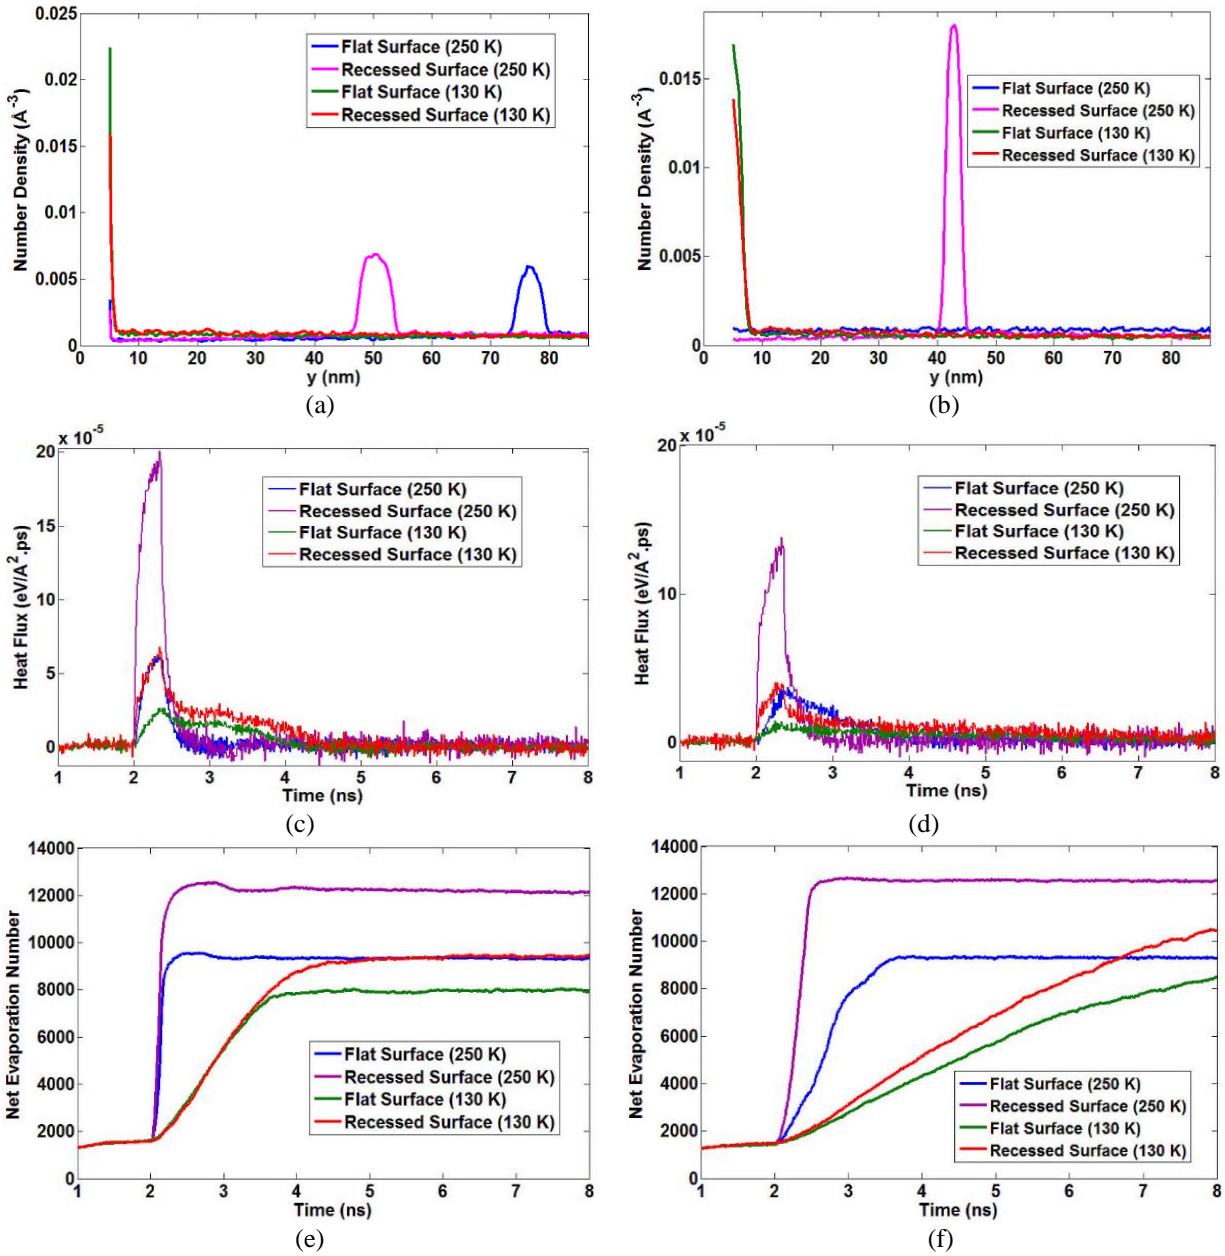 0.025
0.02
0.015
0.01
0.005
0
Number Density (Å⁻³)
Flat Surface (250 K)
Recessed Surface (250 K)
Flat Surface (130 K)
Recessed Surface (130 K)
0 10 20 30 40 50 60 70 80
y (nm)
(a)
0.015
0.01
0.005
0
Number Density (A⁻³)
Flat Surface (250 K)
Recessed Surface (250 K)
Flat Surface (130 K)
Recessed Surface (130 K)
0 10 20 30 40 50 60 70 80
y (nm)
(b)
x 10⁻⁵
20
15
10
5
0
Heat Flux (eV/A².ps)
Flat Surface (250 K)
Recessed Surface (250 K)
Flat Surface (130 K)
Recessed Surface (130 K)
1 2 3 4 5 6 7 8
Time (ns)
(c)
x 10⁻⁵
20
10
0
Heat Flux (eV/A².ps)
Flat Surface (250 K)
Recessed Surface (250 K)
Flat Surface (130 K)
Recessed Surface (130 K)
1 2 3 4 5 6 7 8
Time (ns)
(d)
14000
12000
10000
8000
6000
4000
2000
0
Net Evaporation Number
Flat Surface (250 K)
Recessed Surface (250 K)
Flat Surface (130 K)
Recessed Surface (130 K)
1 2 3 4 5 6 7 8
Time (ns)
(e)
14000
12000
10000
8000
6000
4000
2000
0
Net Evaporation Number
Flat Surface (250 K)
Recessed Surface (250 K)
Flat Surface (130 K)
Recessed Surface (130 K)
1 2 3 4 5 6 7 8
Time (ns)
(f)